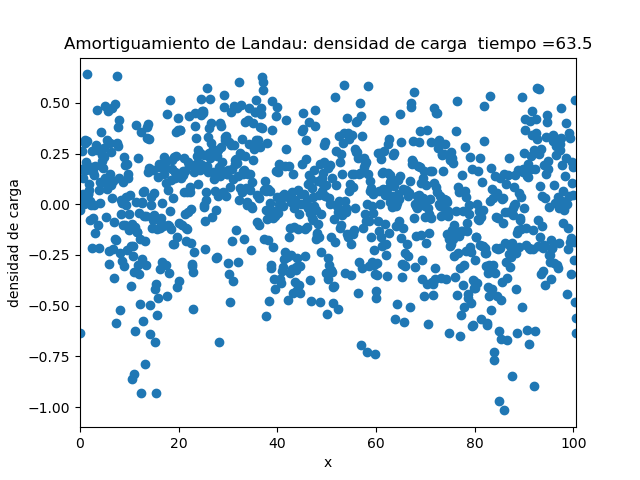 Amortiguamiento de Landau: densidad de carga  tiempo =63.5
densidad de carga
0.50
0.25
0.00
−0.25
−0.50
−0.75
−1.00
0 20 40 60 80 100
x